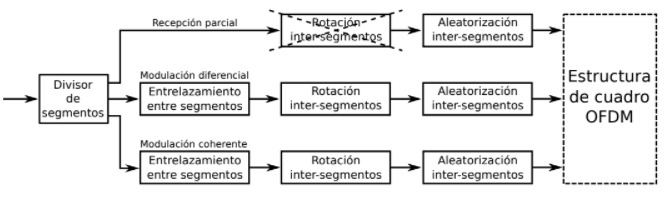 Recepción parcial
Rotación
inter-segmentos
Aleatorización
inter-segmentos
Divisor
de
segmentos
Modulación diferencial
Entrelazamiento
entre segmentos
Rotación
inter-segmentos
Aleatorización
inter-segmentos
Modulación coherente
Entrelazamiento
entre segmentos
Rotación
inter-segmentos
Aleatorización
inter-segmentos
Estructura
de cuadro
OFDM